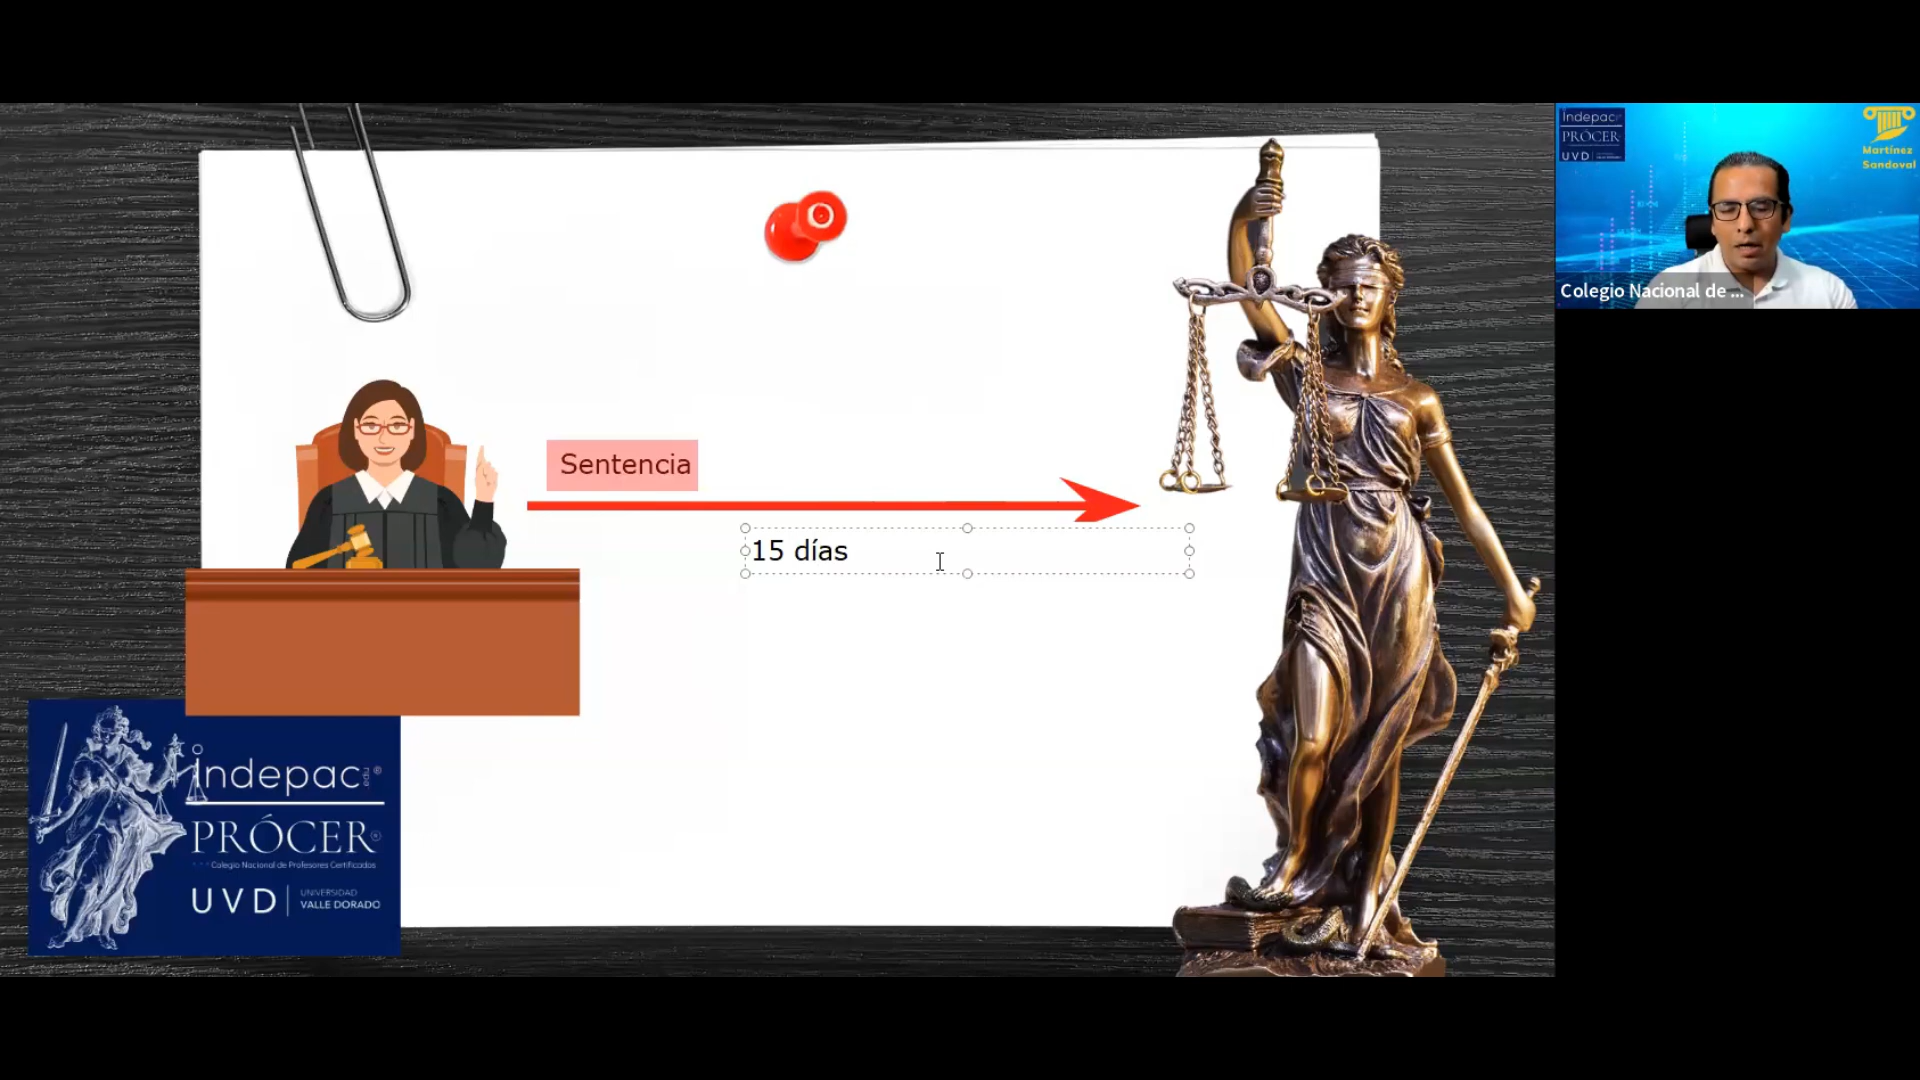 indepac
PRÓCER
UVD
Martínez
Sandoval
Colegio Nacional de ...
Sentencia
15 días
indepac
PRÓCER
Colegio Nacional de Profesores Certificados
UVD
UNIVERSIDAD
VALLE DORADO